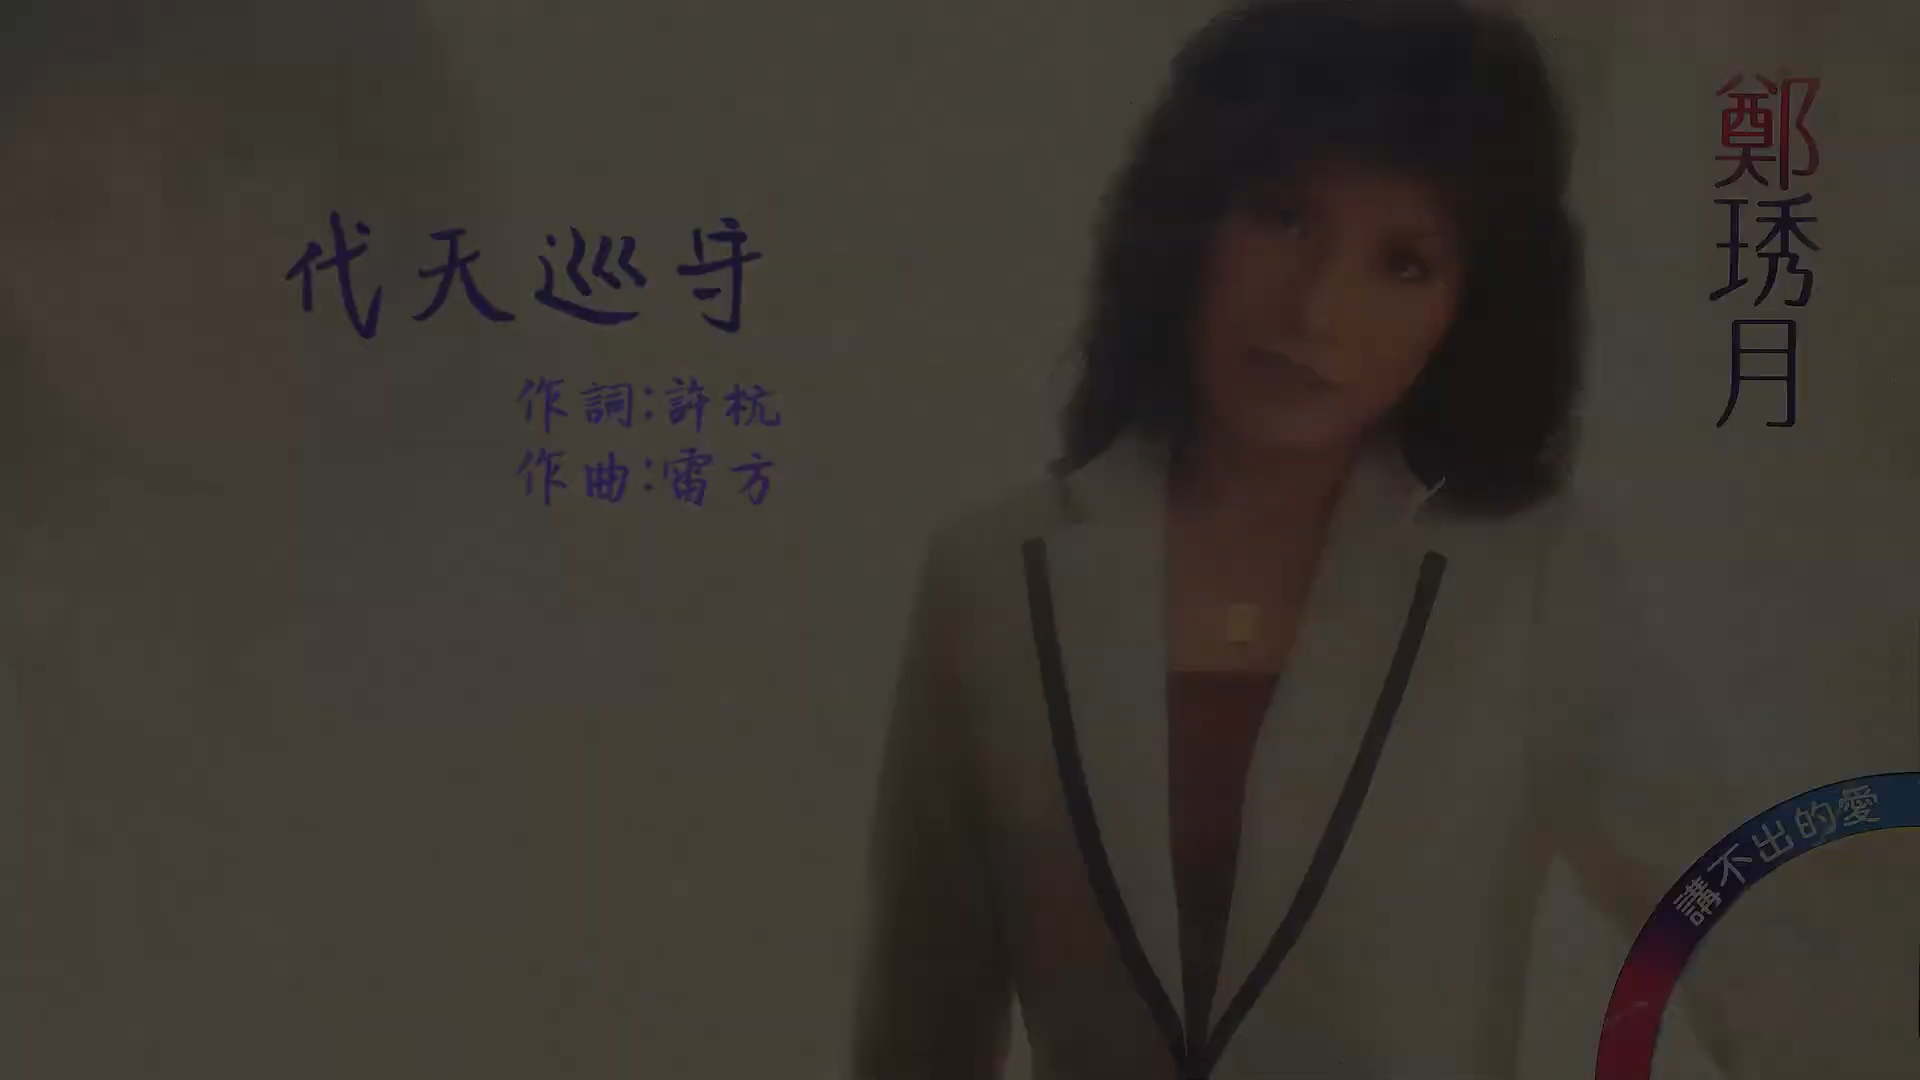 代天巡守
作詞:許杭
作曲:雷方
鄭琇月
講不出的愛